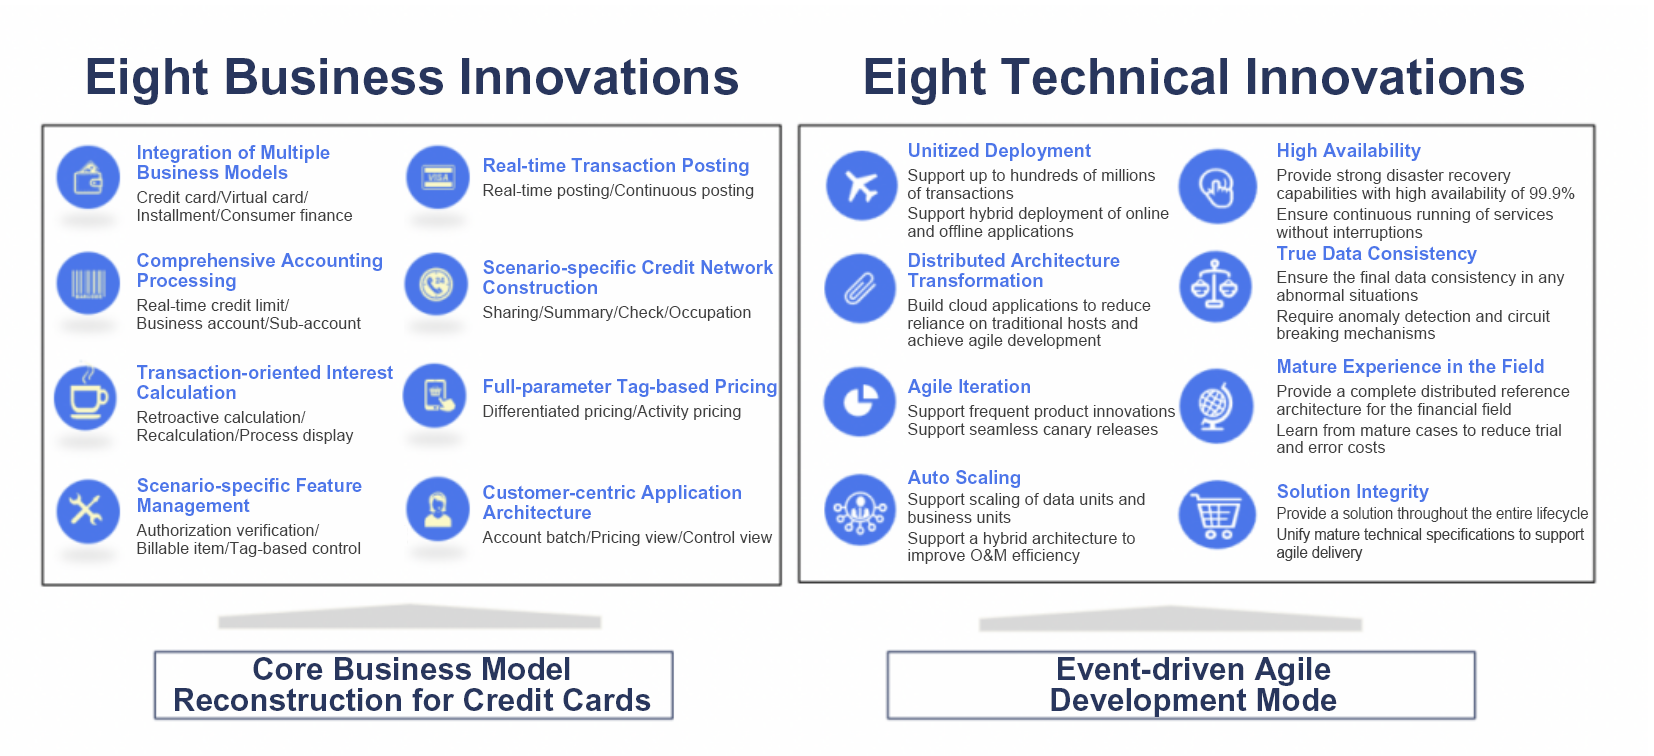 Eight Business Innovations
Integration of Multiple
Business Models
Credit card/Virtual card/
Installment/Consumer finance
Real-time Transaction Posting
Real-time posting/Continuous posting
VISA
Comprehensive Accounting
Processing
Real-time credit limit/
Business account/Sub-account
Scenario-specific Credit Network
Construction
Sharing/Summary/Check/Occupation
Transaction-oriented Interest
Calculation
Retroactive calculation/
Recalculation/Process display
Full-parameter Tag-based Pricing
Differentiated pricing/Activity pricing
Scenario-specific Feature
Management
Authorization verification/
Billable item/Tag-based control
Customer-centric Application
Architecture
Account batch/Pricing view/Control view
Core Business Model
Reconstruction for Credit Cards
Eight Technical Innovations
Unitized Deployment
Support up to hundreds of millions
of transactions
Support hybrid deployment of online
and offline applications
High Availability
Provide strong disaster recovery
capabilities with high availability of 99.9%
Ensure continuous running of services
without interruptions
Distributed Architecture
Transformation
Build cloud applications to reduce
reliance on traditional hosts and
achieve agile development
True Data Consistency
Ensure the final data consistency in any
abnormal situations
Require anomaly detection and circuit
breaking mechanisms
Agile Iteration
Support frequent product innovations
Support seamless canary releases
Mature Experience in the Field
Provide a complete distributed reference
architecture for the financial field
Learn from mature cases to reduce trial
and error costs
Auto Scaling
Support scaling of data units and
business units
Support a hybrid architecture to
improve O&M efficiency
Solution Integrity
Provide a solution throughout the entire lifecycle
Unify mature technical specifications to support
agile delivery
Event-driven Agile
Development Mode